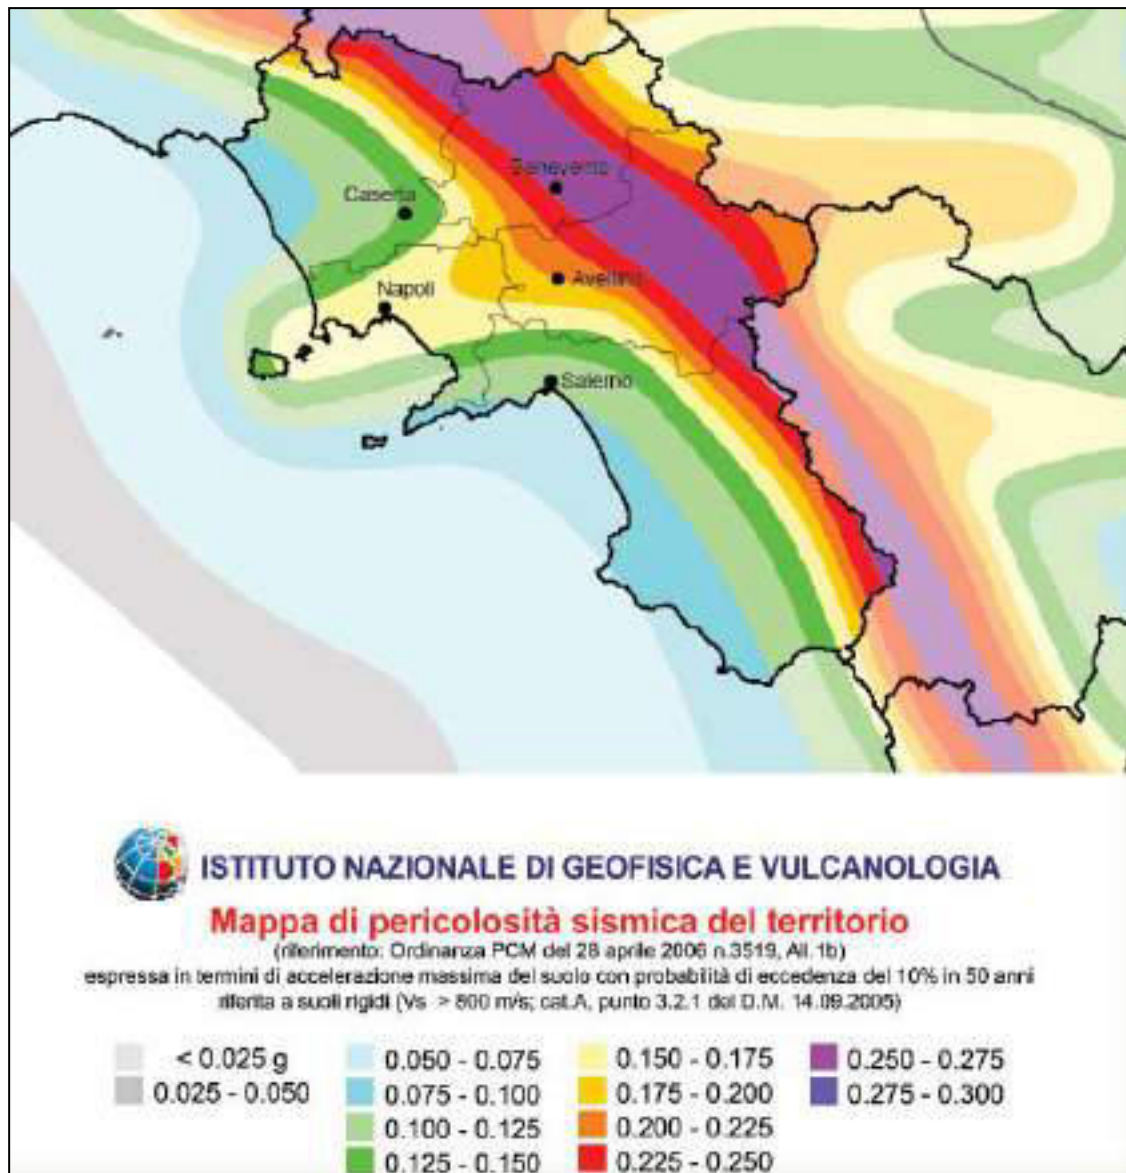 Benevento
Caserta
Avellino
Napoli
Salerno
ISTITUTO NAZIONALE DI GEOFISICA E VULCANOLOGIA
Mappa di pericolosità sismica del territorio
(riferimento: Ordinanza PCM del 28 aprile 2006 n.3519, All.1b)
espressa in termini di accelerazione massima del suolo con probabilità di eccedenza del 10% in 50 anni
riferita a suoli rigidi (Vs > 800 m/s; cat.A, punto 3.2.1 del D.M. 14.09.2005)
< 0.025 g
0.025 - 0.050
0.050 - 0.075
0.075 - 0.100
0.100 - 0.125
0.125 - 0.150
0.150 - 0.175
0.175 - 0.200
0.200 - 0.225
0.225 - 0.250
0.250 - 0.275
0.275 - 0.300